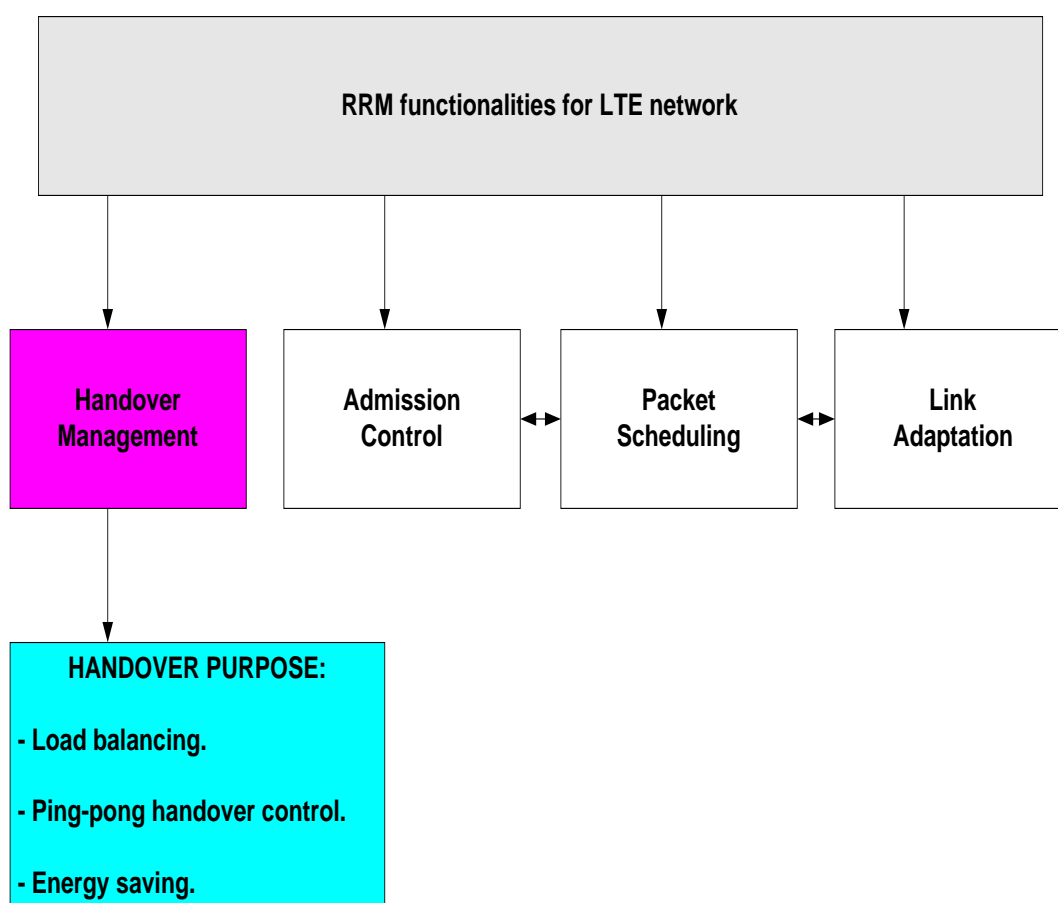 RRM functionalities for LTE network
Handover
Management
Admission
Control
Packet
Scheduling
Link
Adaptation
HANDOVER PURPOSE:
- Load balancing.
- Ping-pong handover control.
- Energy saving.